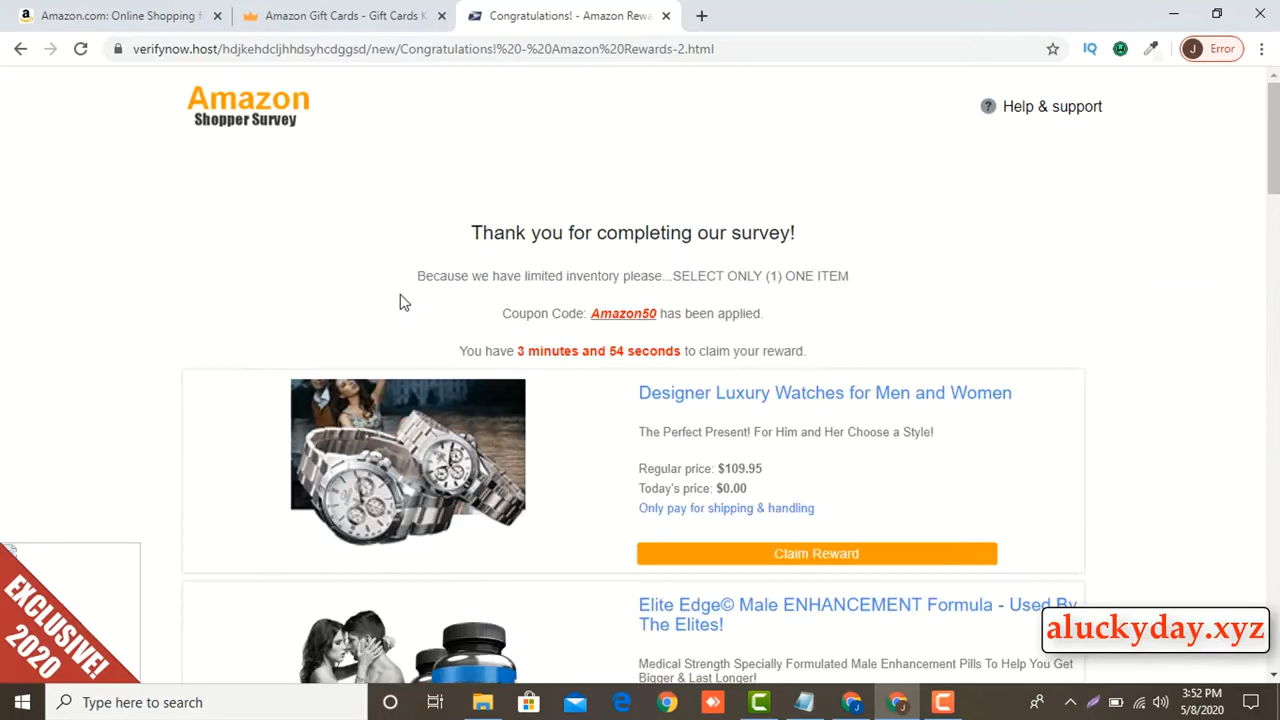 Amazon.com: Online Shopping f
Amazon Gift Cards - Gift Cards K
Congratulations! - Amazon Rewa
verifynow.host/hdjkehdcljhhdsyhcdggsd/new/Congratulations!%20-%20Amazon%20Rewards-2.html
IQ
J Error
Amazon
Shopper Survey
? Help & support
Thank you for completing our survey!
Because we have limited inventory please...SELECT ONLY (1) ONE ITEM
Coupon Code: Amazon50 has been applied.
You have 3 minutes and 54 seconds to claim your reward.
Designer Luxury Watches for Men and Women
The Perfect Present! For Him and Her Choose a Style!
Regular price: $109.95
Today's price: $0.00
Only pay for shipping & handling
Claim Reward
Elite Edge© Male ENHANCEMENT Formula - Used By
The Elites!
Medical Strength Specially Formulated Male Enhancement Pills To Help You Get
Bigger & Last Longer!
EXCLUSIVE!
2020
aluckyday.xyz
Type here to search
3:52 PM
5/8/2020